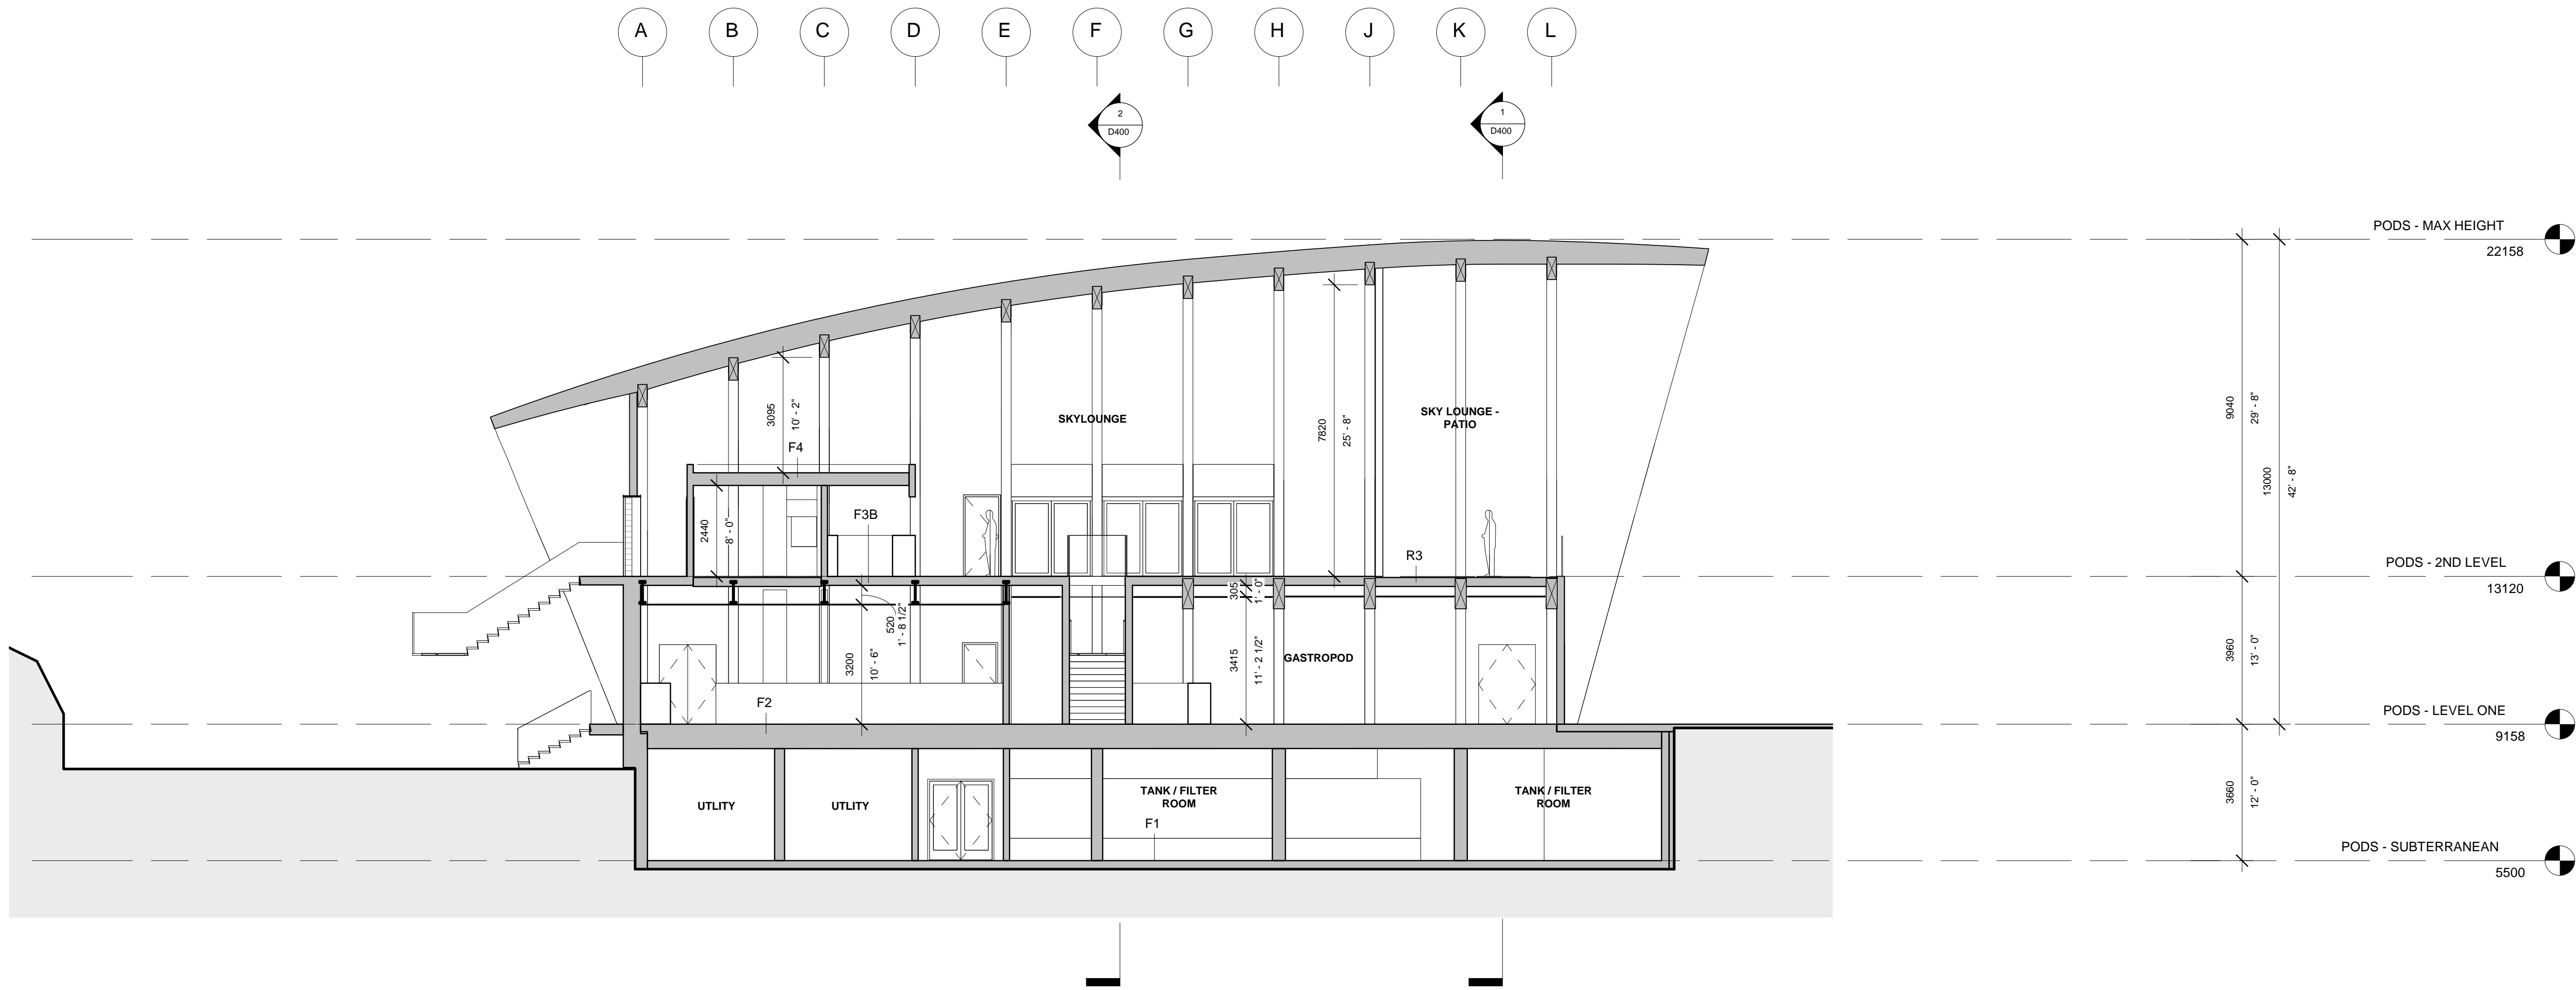 A
B
C
D
E
F
G
H
J
K
L
2
D400
1
D400
PODS - MAX HEIGHT
22158
SKYLOUNGE
SKY LOUNGE -
PATIO
3095
10' - 2"
F4
7820
25' - 8"
9040
29' - 8"
13000
42' - 8"
2440
8' - 0"
F3B
R3
PODS - 2ND LEVEL
13120
305
1' - 0"
520
1' - 8 1/2"
3200
10' - 6"
3415
11' - 2 1/2"
GASTROPOD
3960
13' - 0"
F2
PODS - LEVEL ONE
9158
UTLITY
UTLITY
TANK / FILTER
ROOM
TANK / FILTER
ROOM
F1
3660
12' - 0"
PODS - SUBTERRANEAN
5500